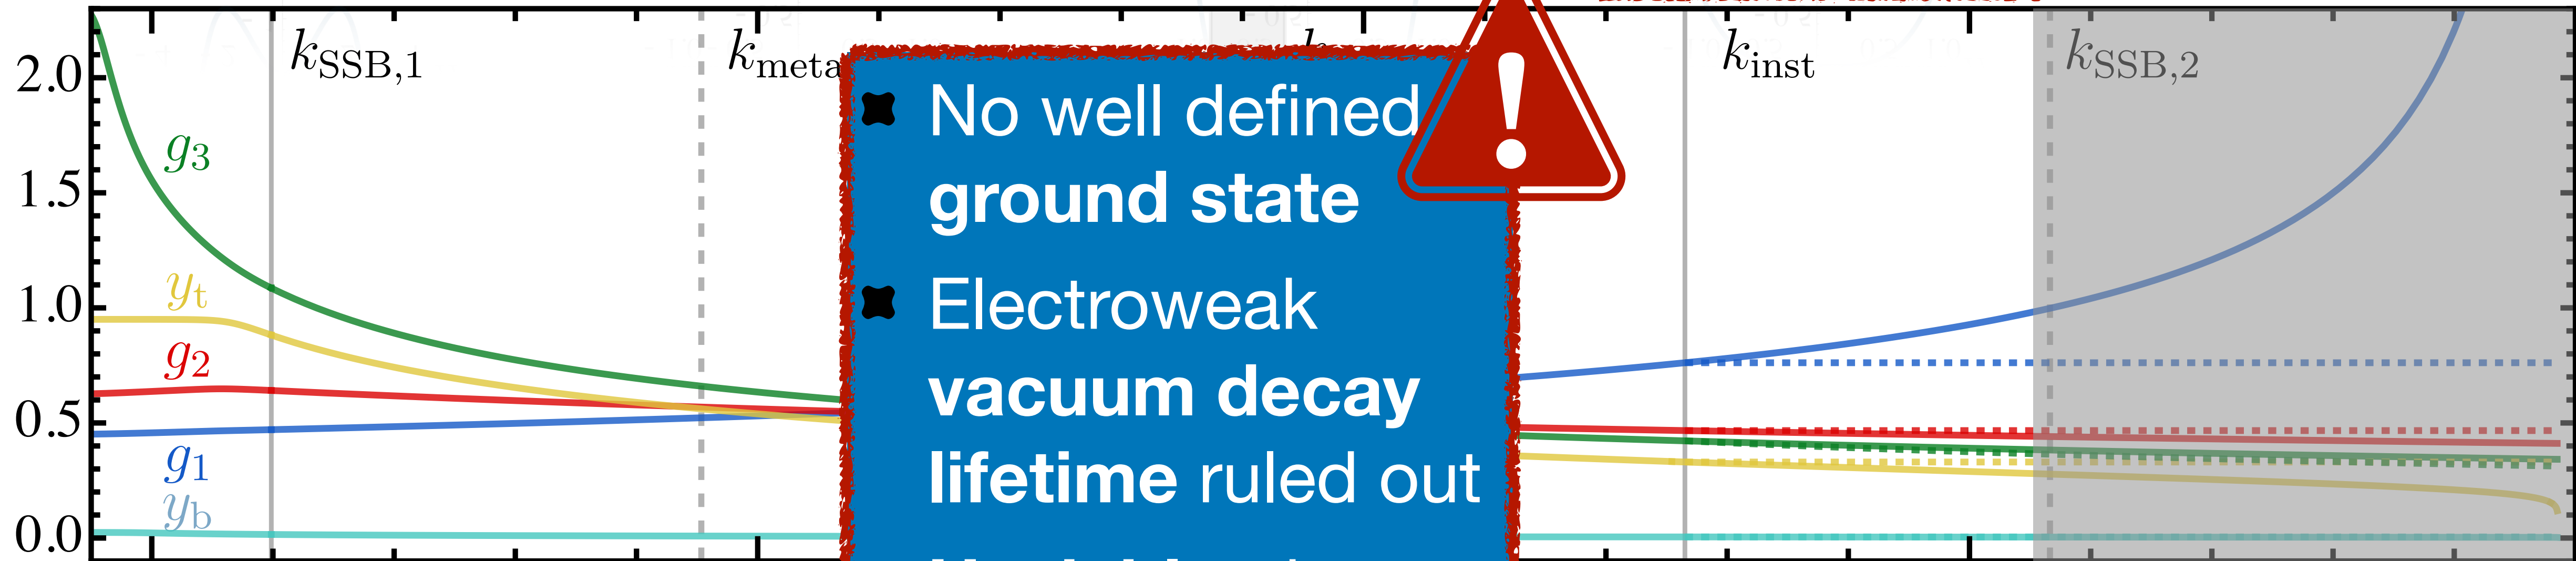 k_SSB,1
k_meta
k_inst
k_SSB,2
2.0
1.5
1.0
0.5
0.0
g_3
y_t
g_2
g_1
y_b
No well defined
ground state
Electroweak
vacuum decay
lifetime ruled out
!